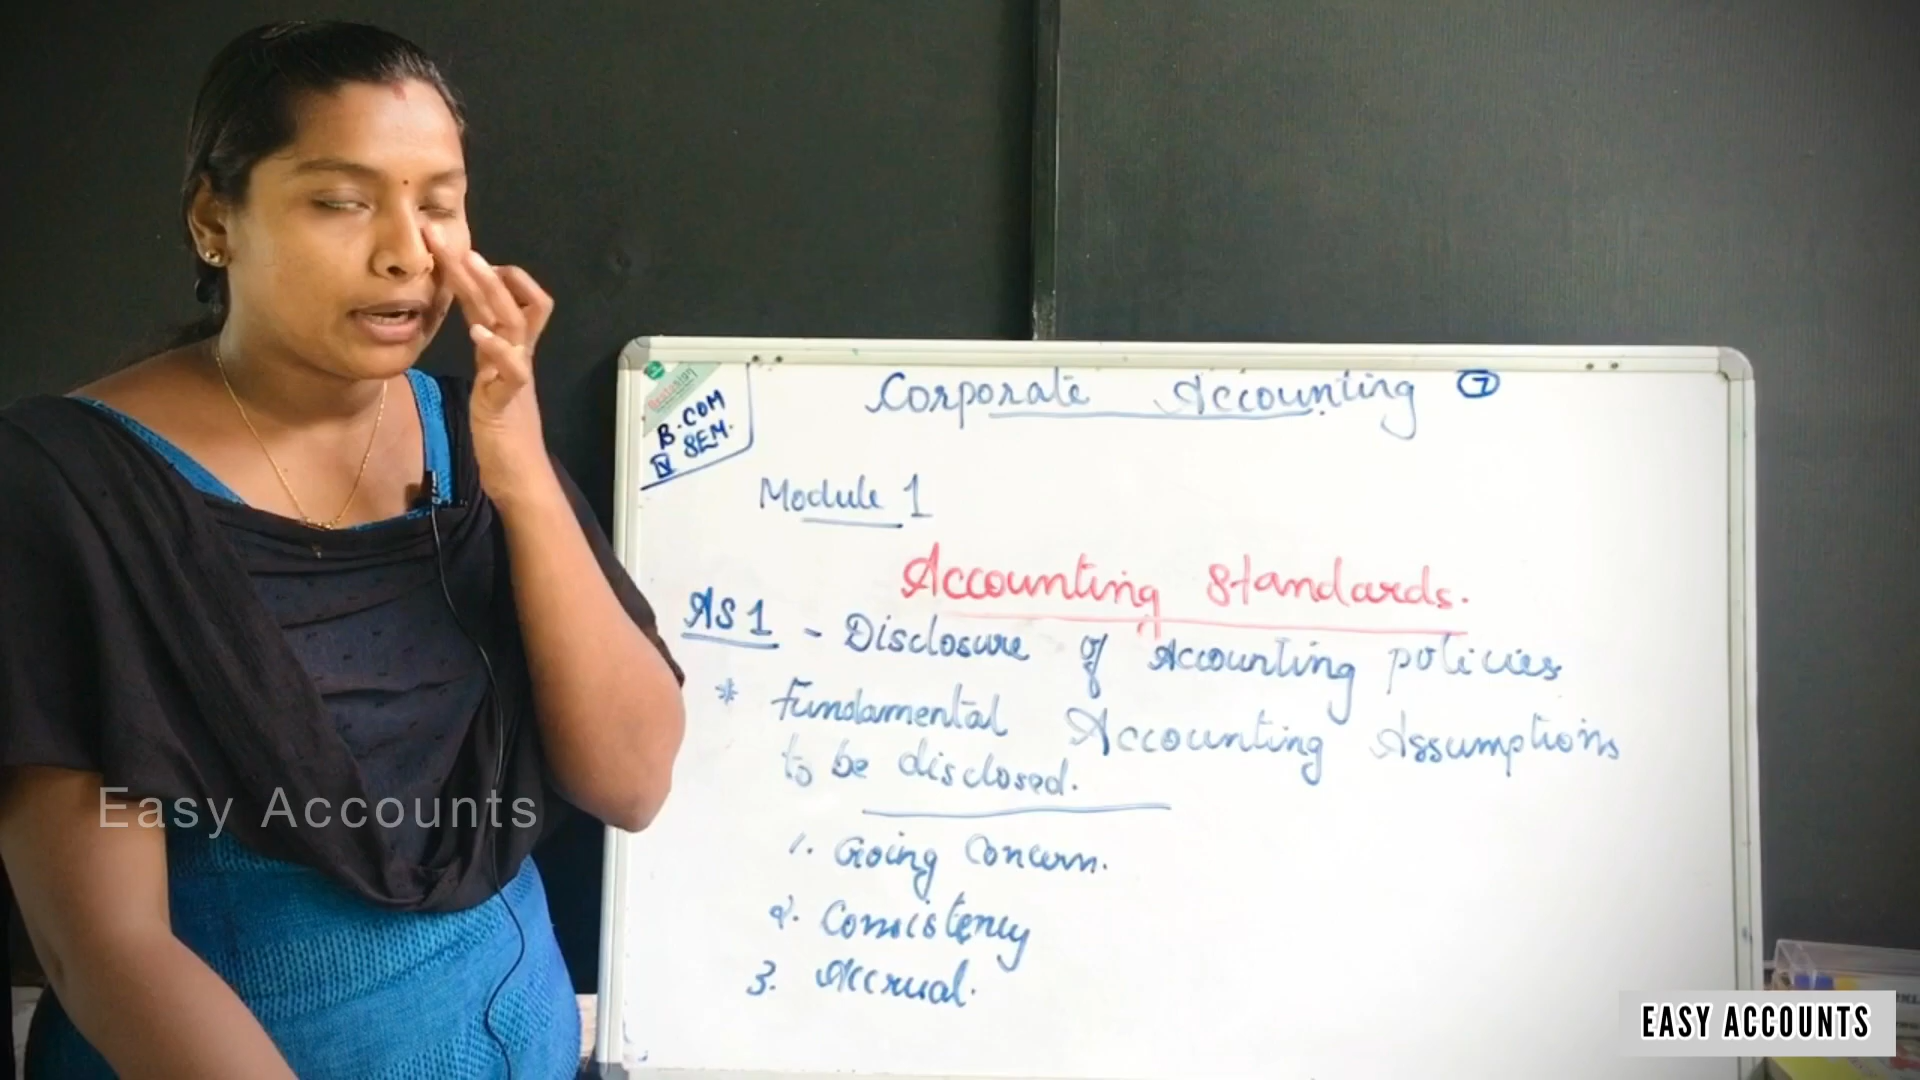 Corporate Accounting 7
B.COM
IV SEM.
Module 1
Accounting Standards.
AS 1 - Disclosure of Accounting policies
* Fundamental Accounting Assumptions
to be disclosed.
1. Going Concern.
2. Consistency
3. Accrual.
Easy Accounts
EASY ACCOUNTS